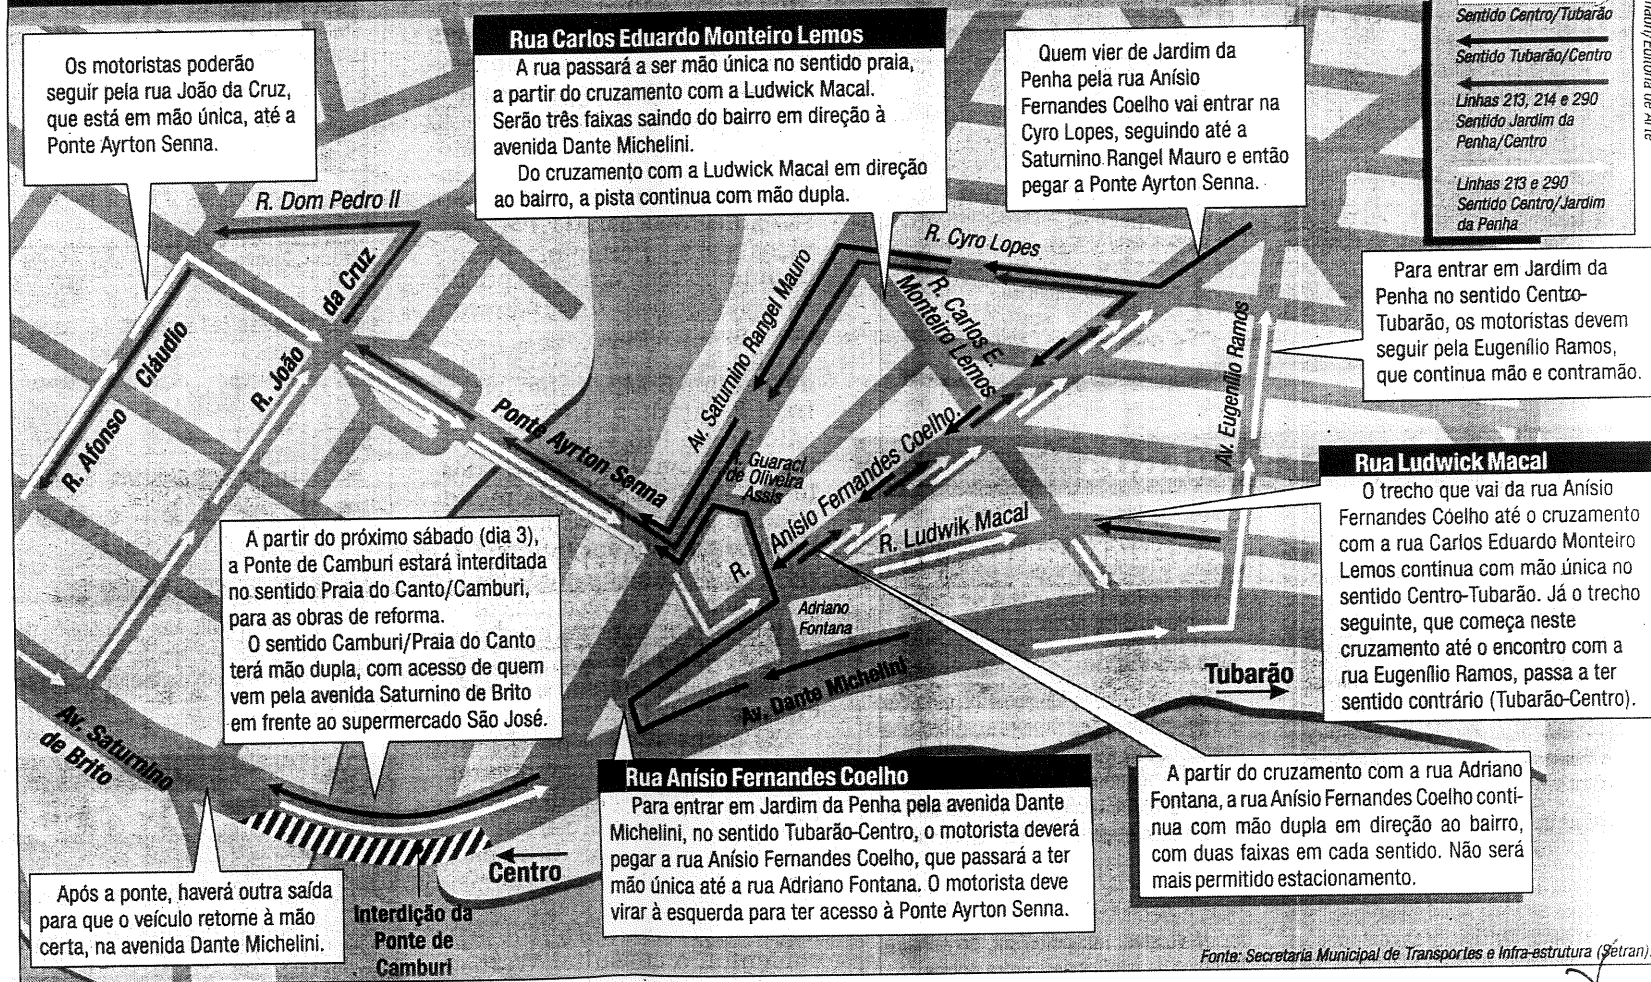 Os motoristas poderão
seguir pela rua João da Cruz,
que está em mão única, até a
Ponte Ayrton Senna.
Rua Carlos Eduardo Monteiro Lemos
A rua passará a ser mão única no sentido praia,
a partir do cruzamento com a Ludwick Macal.
Serão três faixas saindo do bairro em direção à
avenida Dante Michelini.
Do cruzamento com a Ludwick Macal em direção
ao bairro, a pista continua com mão dupla.
Quem vier de Jardim da
Penha pela rua Anísio
Fernandes Coelho vai entrar na
Cyro Lopes, seguindo até a
Saturnino Rangel Mauro e então
pegar a Ponte Ayrton Senna.
Sentido Centro/Tubarão
Sentido Tubarão/Centro
Linhas 213, 214 e 290
Sentido Jardim da
Penha/Centro
Linhas 213 e 290
Sentido Centro/Jardim
da Penha
Editoria de Arte
R. Dom Pedro II
R. Cyro Lopes
R. João da Cruz
R. Afonso Cláudio
Ponte Ayrton Senna
Av. Saturnino Rangel Mauro
R. Carlos E.
Monteiro Lemos
Av. Eugenílio Ramos
Para entrar em Jardim da
Penha no sentido Centro-
Tubarão, os motoristas devem
seguir pela Eugenílio Ramos,
que continua mão e contramão.
Guaraci
de Oliveira
Assis
R. Anísio Fernandes Coelho.
R. Ludwik Macal
Adriano
Fontana
Av. Dante Michelini
Tubarão
Rua Ludwick Macal
O trecho que vai da rua Anísio
Fernandes Coelho até o cruzamento
com a rua Carlos Eduardo Monteiro
Lemos continua com mão única no
sentido Centro-Tubarão. Já o trecho
seguinte, que começa neste
cruzamento até o encontro com a
rua Eugenílio Ramos, passa a ter
sentido contrário (Tubarão-Centro).
A partir do próximo sábado (dia 3),
a Ponte de Camburi estará interditada
no sentido Praia do Canto/Camburi,
para as obras de reforma.
O sentido Camburi/Praia do Canto
terá mão dupla, com acesso de quem
vem pela avenida Saturnino de Brito
em frente ao supermercado São José.
Av. Saturnino
de Brito
Rua Anísio Fernandes Coelho
Para entrar em Jardim da Penha pela avenida Dante
Michelini, no sentido Tubarão-Centro, o motorista deverá
pegar a rua Anísio Fernandes Coelho, que passará a ter
mão única até a rua Adriano Fontana. O motorista deve
virar à esquerda para ter acesso à Ponte Ayrton Senna.
A partir do cruzamento com a rua Adriano
Fontana, a rua Anísio Fernandes Coelho conti-
nua com mão dupla em direção ao bairro,
com duas faixas em cada sentido. Não será
mais permitido estacionamento.
Centro
Após a ponte, haverá outra saída
para que o veículo retorne à mão
certa, na avenida Dante Michelini.
Interdição da
Ponte de
Camburi
Fonte: Secretaria Municipal de Transportes e Infra-estrutura (Setran).